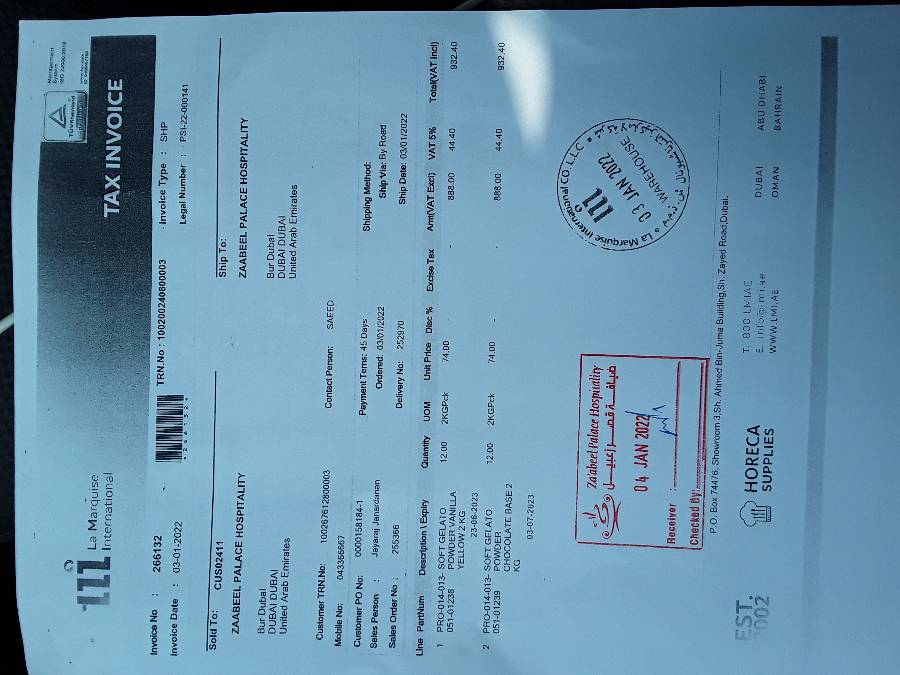 La Marquise
International
TAX INVOICE
Management
System
ISO 22000:2018
TÜVRheinland
CERTIFIED
Invoice No : 266132
TRN.No : 100200240800003
Invoice Type : SHP
Invoice Date : 03-01-2022
*266132*
Legal Number : PSI-22-000141
Sold To: CUS02411
ZAABEEL PALACE HOSPITALITY
Bur Dubai
DUBAI DUBAI
United Arab Emirates
Ship To:
ZAABEEL PALACE HOSPITALITY
Bur Dubai
DUBAI DUBAI
United Arab Emirates
Customer TRN.No: 100267612800003
Mobile No: 043366667
Contact Person: SAEED
Customer PO No: 0000158184-1
Payment Tems: 45 Days
Shipping Method:
Sales Person : Jayaraj Janardanan
Ordered: 03/01/2022
Ship Via: By Road
Sales Order No : 255366
Delivery No: 252970
Ship Date: 03/01/2022
Line PartNum Description \ Expiry Quantity UOM Unit Price Disc % Excise Tax Amt(VAT Excl) VAT 5% Total(VAT Incl)
1 PRO-014-013- SOFT GELATO 12.00 2KGPck 74.00 - 888.00 44.40 932.40
051-01238 POWDER VANILLA
YELLOW 2 KG
23-06-2023
2 PRO-014-013- SOFT GELATO 12.00 2KGPck 74.00 - 888.00 44.40 932.40
051-01239 POWDER
CHOCOLATE BASE 2
KG
03-07-2023
Za'abeel Palace Hospitality
ضيافة قصر زعبيل
04 JAN 2022
Receiver :
Checked By:
La Marquise International CO. L.L.C
03 JAN 2022
WAREHOUSE
P.O. Box 74476, Showroom 3,Sh. Ahmed Bin-Juma Building,Sh. Zayed Road,Dubai.
EST.
2002
HORECA
SUPPLIES
T. 800 LMIAE
E. info@lmi.ae
WWW.LMI.AE
DUBAI
OMAN
ABU DHABI
BAHRAIN